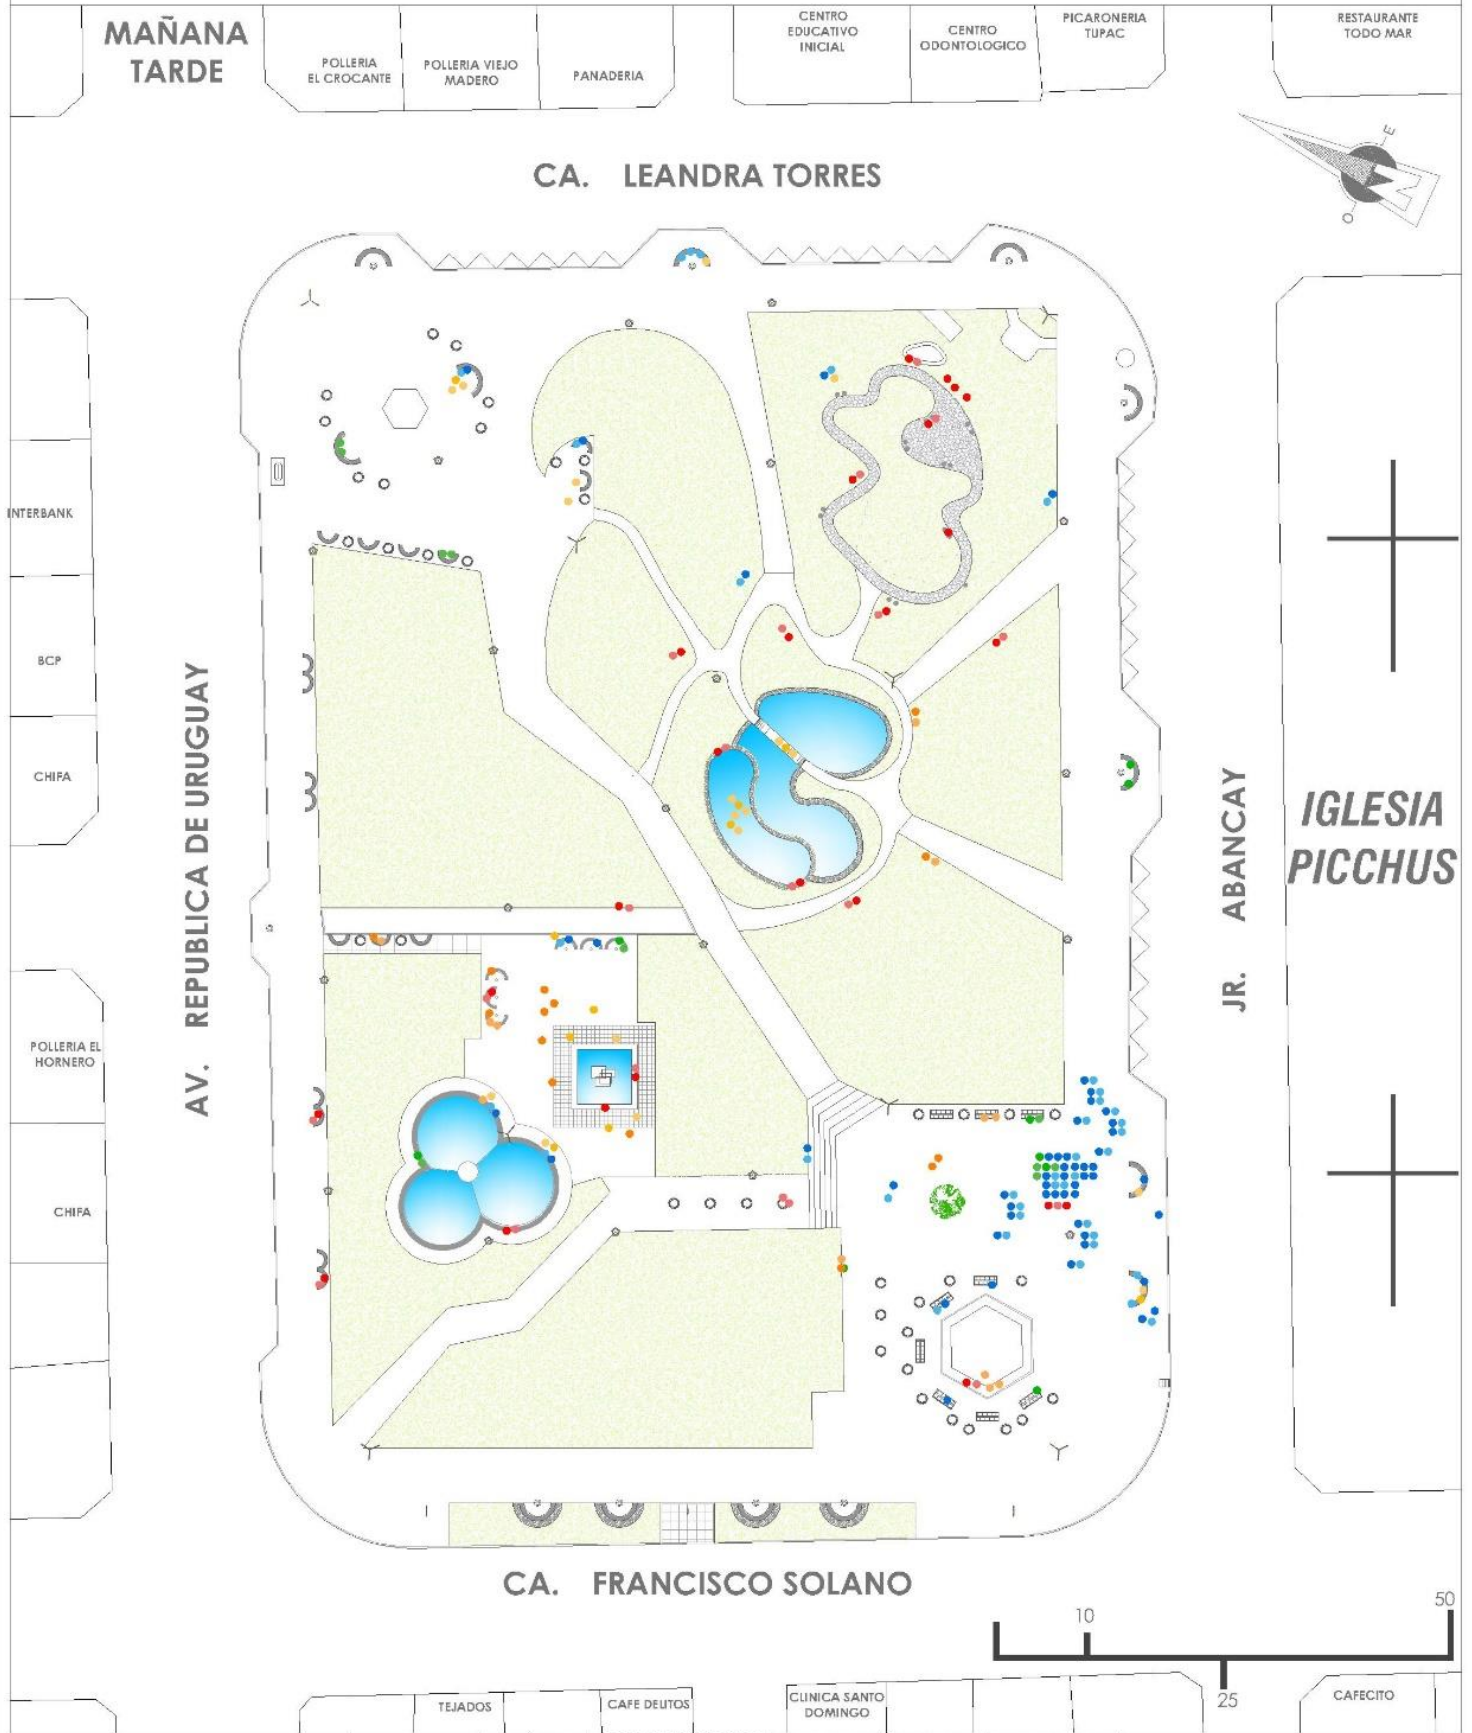 MAÑANA
TARDE
POLLERIA
EL CROCANTE
POLLERIA VIEJO
MADERO
PANADERIA
CENTRO
EDUCATIVO
INICIAL
CENTRO
ODONTOLOGICO
PICARONERIA
TUPAC
RESTAURANTE
TODO MAR
CA. LEANDRA TORRES
E
N
O
INTERBANK
BCP
CHIFA
AV. REPUBLICA DE URUGUAY
JR. ABANCAY
IGLESIA
PICCHUS
POLLERIA EL
HORNERO
CHIFA
CA. FRANCISCO SOLANO
10
50
25
TEJADOS
CAFE DELITOS
CLINICA SANTO
DOMINGO
CAFECITO